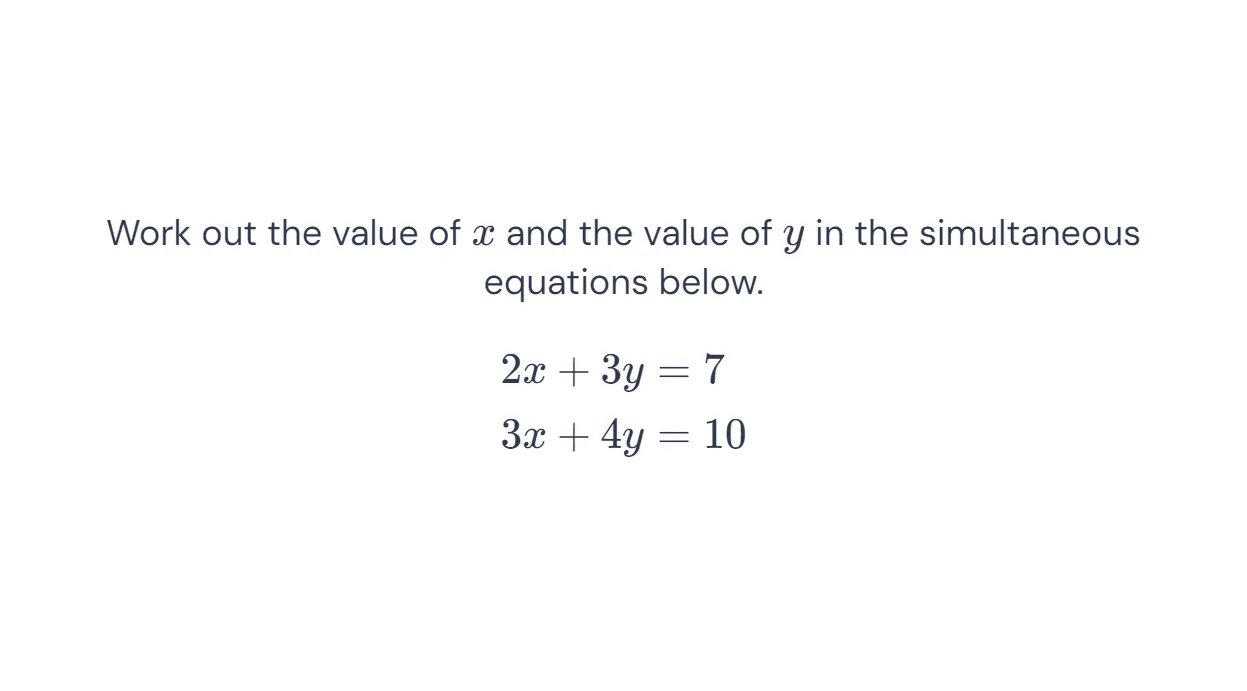 Work out the value of x and the value of y in the simultaneous
equations below.
2x + 3y = 7
3x + 4y = 10